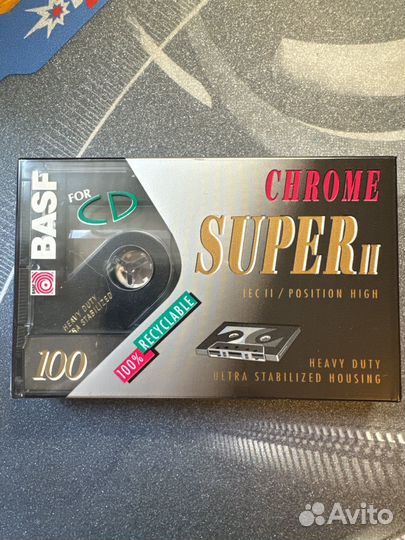 BASF
FOR
CD
HEAVY DUTY
ULTRA STABILIZED
100
100% RECYCLABLE
CHROME
SUPER II
IEC II / POSITION HIGH
HEAVY DUTY
ULTRA STABILIZED HOUSING
Avito